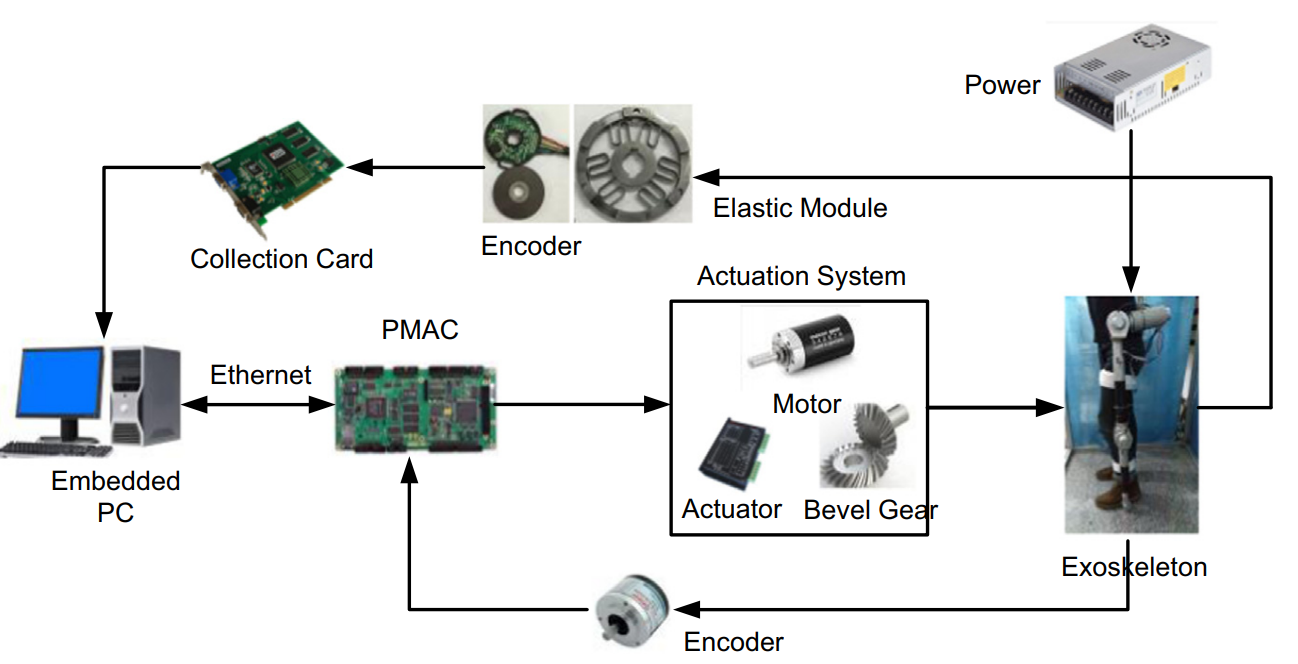 Power
Elastic Module
Encoder
Collection Card
Actuation System
PMAC
Ethernet
Motor
Embedded
PC
Actuator
Bevel Gear
Exoskeleton
Encoder